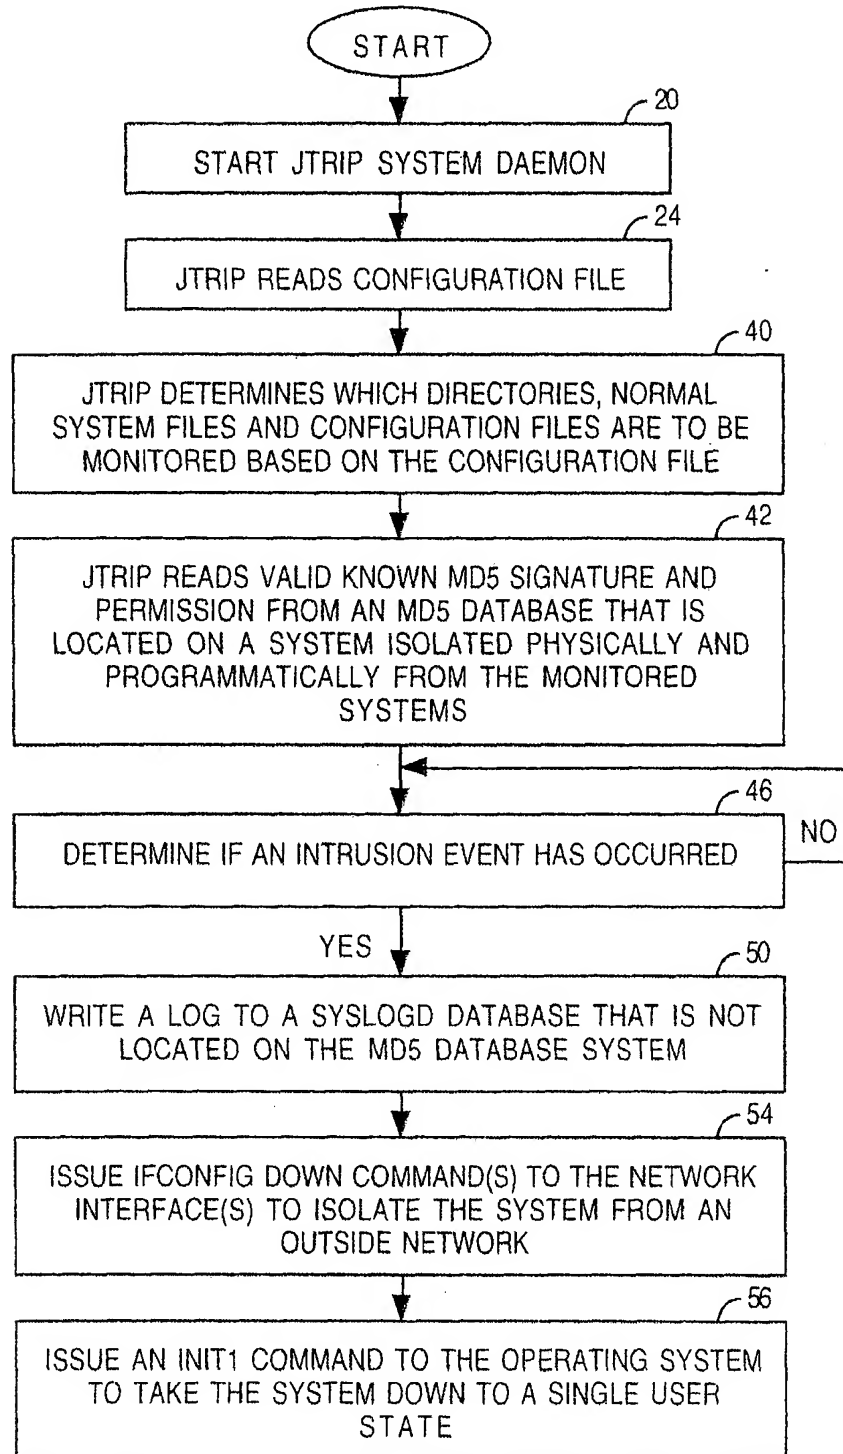 START
20
START JTRIP SYSTEM DAEMON
24
JTRIP READS CONFIGURATION FILE
40
JTRIP DETERMINES WHICH DIRECTORIES, NORMAL
SYSTEM FILES AND CONFIGURATION FILES ARE TO BE
MONITORED BASED ON THE CONFIGURATION FILE
42
JTRIP READS VALID KNOWN MD5 SIGNATURE AND
PERMISSION FROM AN MD5 DATABASE THAT IS
LOCATED ON A SYSTEM ISOLATED PHYSICALLY AND
PROGRAMMATICALLY FROM THE MONITORED
SYSTEMS
46
DETERMINE IF AN INTRUSION EVENT HAS OCCURRED
NO
YES
50
WRITE A LOG TO A SYSLOGD DATABASE THAT IS NOT
LOCATED ON THE MD5 DATABASE SYSTEM
54
ISSUE IFCONFIG DOWN COMMAND(S) TO THE NETWORK
INTERFACE(S) TO ISOLATE THE SYSTEM FROM AN
OUTSIDE NETWORK
56
ISSUE AN INIT1 COMMAND TO THE OPERATING SYSTEM
TO TAKE THE SYSTEM DOWN TO A SINGLE USER
STATE